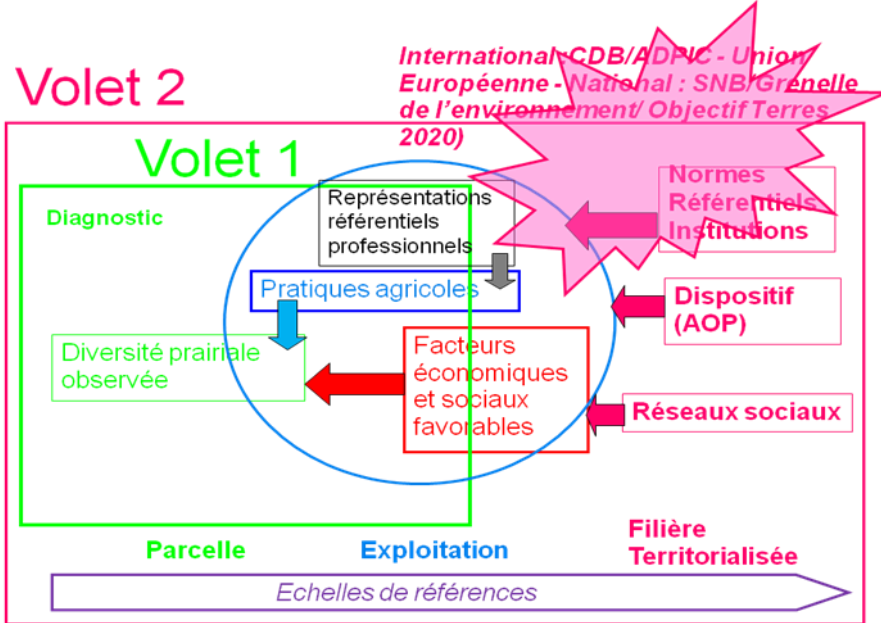 International :CDB/ADPIC - Union
Européenne - National : SNB/Grenelle
de l'environnement/ Objectif Terres
2020)
Volet 2
Volet 1
Diagnostic
Représentations
référentiels
professionnels
Normes
Référentiels
Institutions
Pratiques agricoles
Dispositif
(AOP)
Diversité prairiale
observée
Facteurs
économiques
et sociaux
favorables
Réseaux sociaux
Parcelle
Exploitation
Filière
Territorialisée
Echelles de références